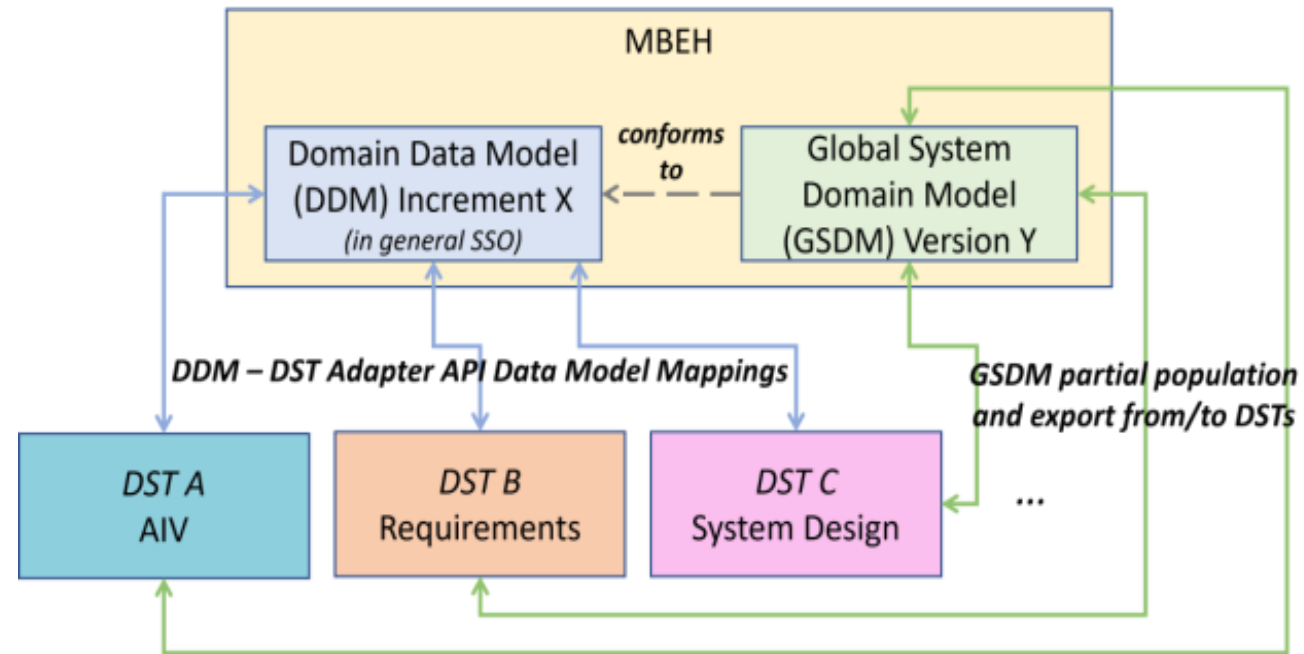 MBEH
Domain Data Model
(DDM) Increment X
(in general SSO)
conforms
to
Global System
Domain Model
(GSDM) Version Y
DDM – DST Adapter API Data Model Mappings
GSDM partial population
and export from/to DSTs
DST A
AIV
DST B
Requirements
DST C
System Design
...